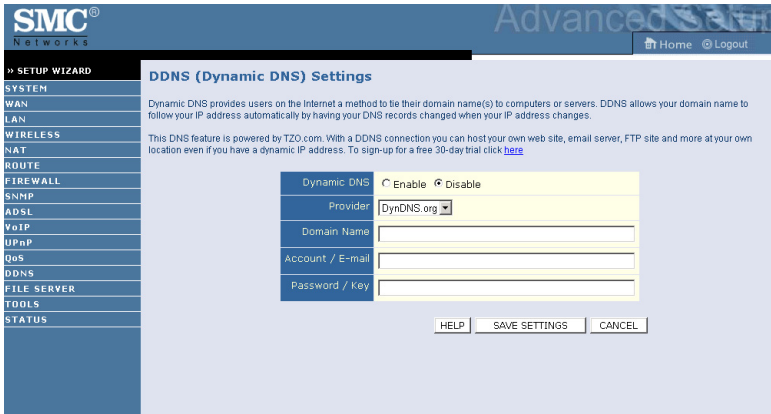 SMC®
Networks
Advanced Setup
Home Logout
» SETUP WIZARD
SYSTEM
WAN
LAN
WIRELESS
NAT
ROUTE
FIREWALL
SNMP
ADSL
VoIP
UPnP
QoS
DDNS
FILE SERVER
TOOLS
STATUS
DDNS (Dynamic DNS) Settings
Dynamic DNS provides users on the Internet a method to tie their domain name(s) to computers or servers. DDNS allows your domain name to
follow your IP address automatically by having your DNS records changed when your IP address changes.
This DNS feature is powered by TZO.com. With a DDNS connection you can host your own web site, email server, FTP site and more at your own
location even if you have a dynamic IP address. To sign-up for a free 30-day trial click here
Dynamic DNS Enable Disable
Provider DynDNS.org
Domain Name
Account / E-mail
Password / Key
HELP SAVE SETTINGS CANCEL